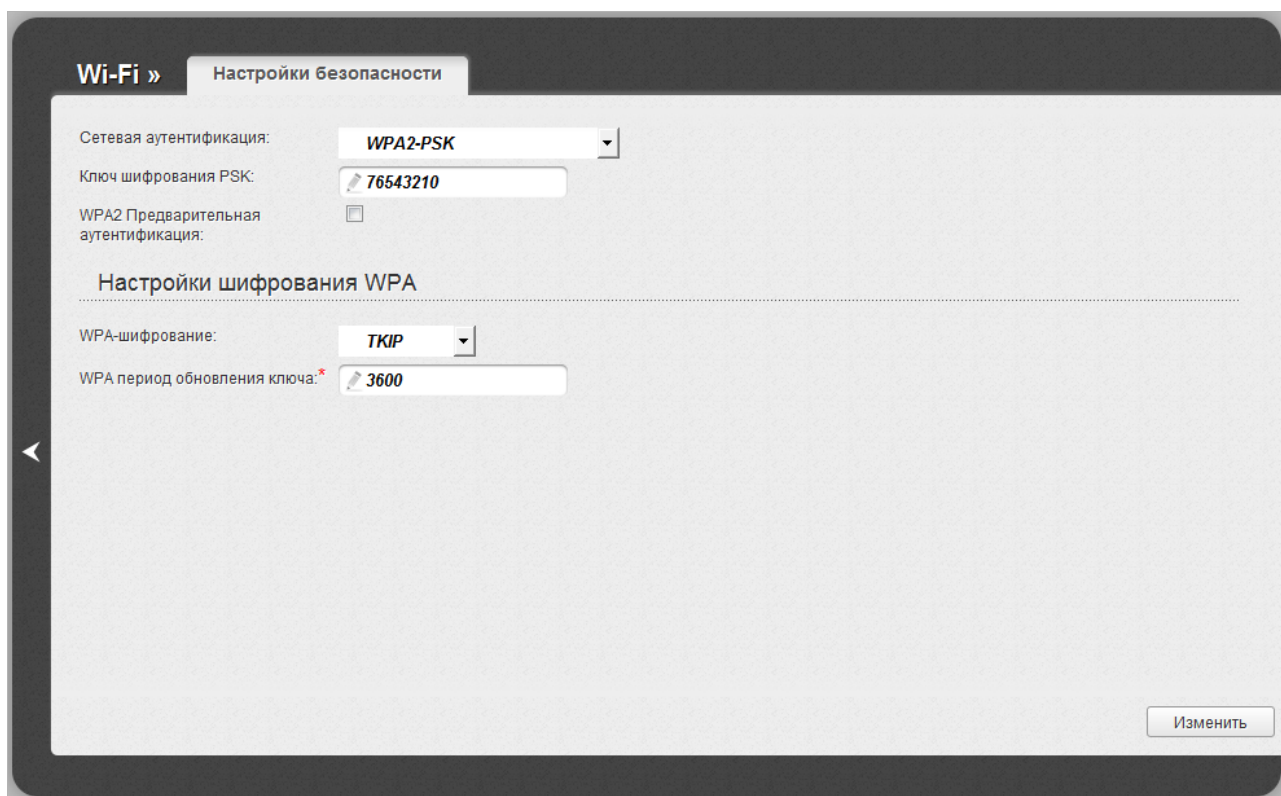 Wi-Fi » Настройки безопасности
Сетевая аутентификация: WPA2-PSK
Ключ шифрования PSK: 76543210
WPA2 Предварительная
аутентификация:
Настройки шифрования WPA
WPA-шифрование: TKIP
WPA период обновления ключа:* 3600
Изменить